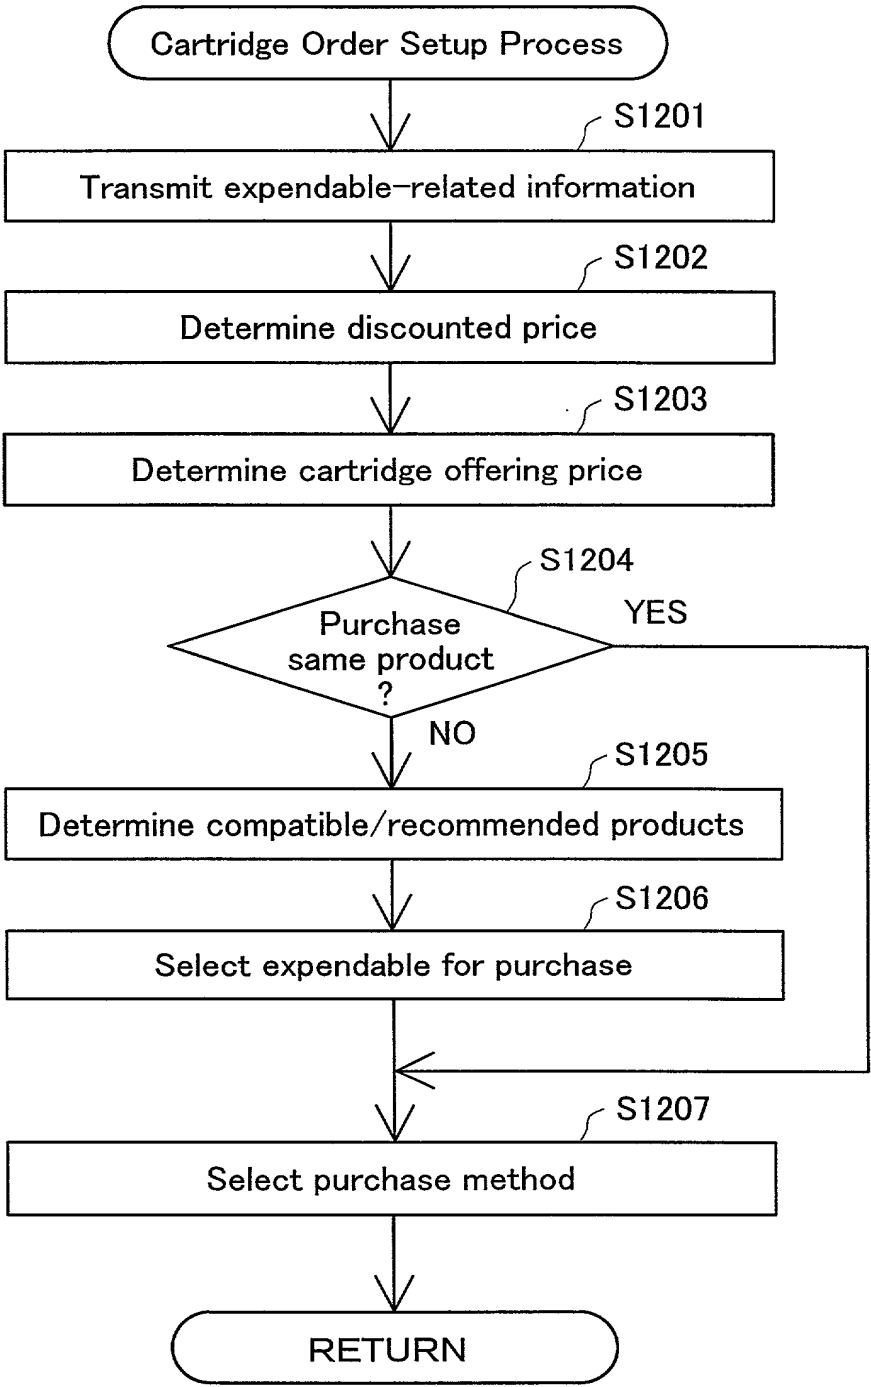 Cartridge Order Setup Process
S1201
Transmit expendable-related information
S1202
Determine discounted price
S1203
Determine cartridge offering price
S1204
YES
Purchase
same product
?
NO
S1205
Determine compatible/recommended products
S1206
Select expendable for purchase
S1207
Select purchase method
RETURN